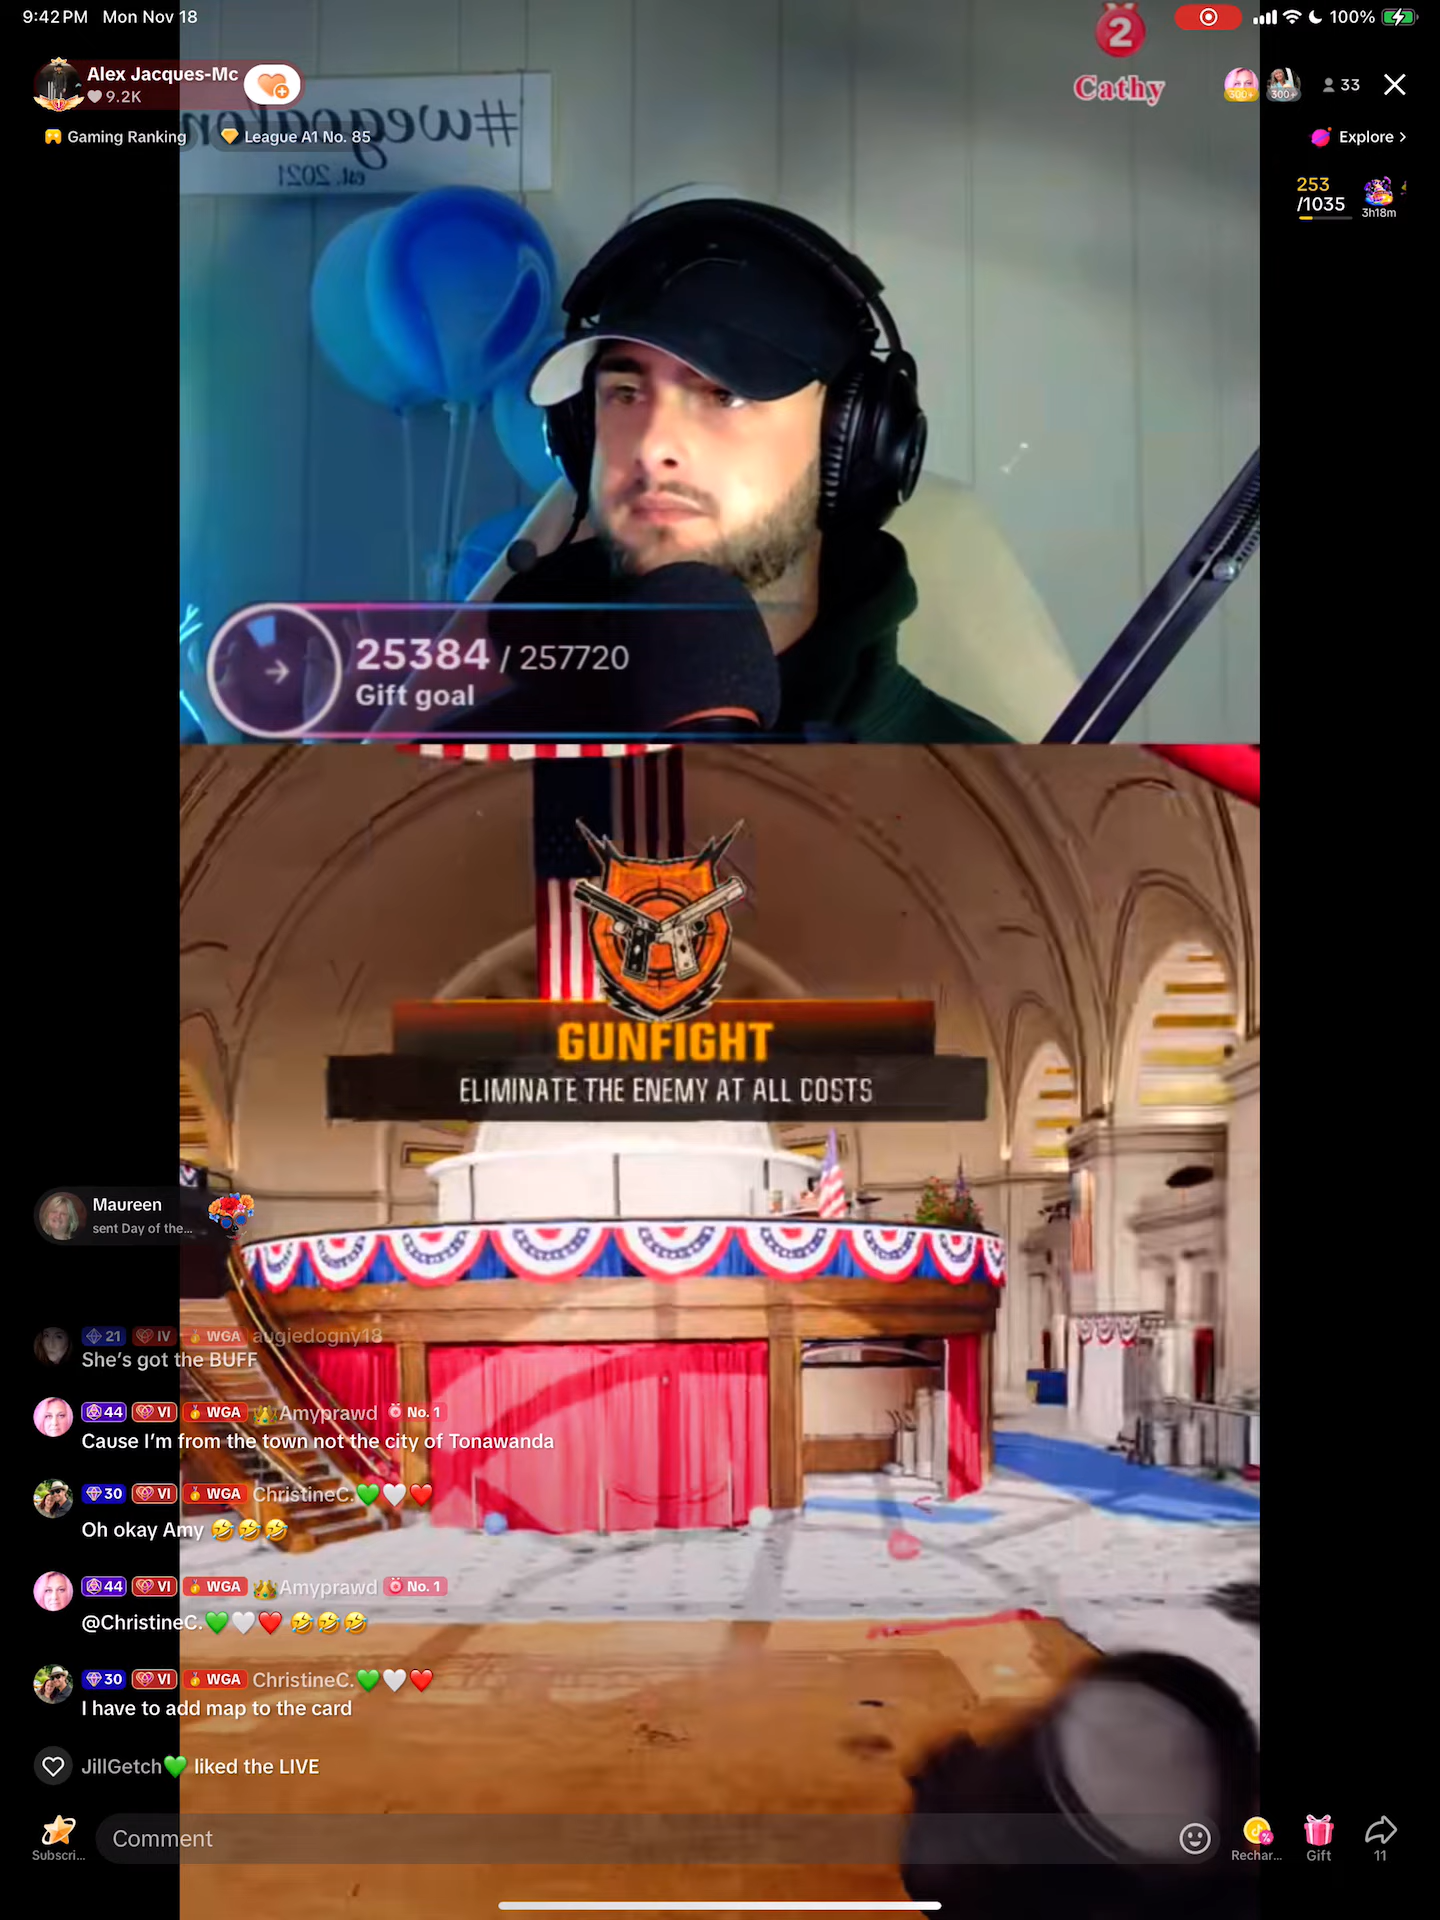 9:42 PM Mon Nov 18
100%
2
Cathy
Alex Jacques-Mc
9.2K
300+
300+
33
Gaming Ranking
League A1 No. 85
Explore >
#wegoalon
est. 2021
253
/1035
3h18m
25384 / 257720
Gift goal
GUNFIGHT
ELIMINATE THE ENEMY AT ALL COSTS
Maureen
sent Day of the...
21 IV WGA augiedogny18
She's got the BUFF
44 VI WGA Amyprawd No. 1
Cause I'm from the town not the city of Tonawanda
30 VI WGA ChristineC.💚🤍❤️
Oh okay Amy 🤣🤣🤣
44 VI WGA Amyprawd No. 1
@ChristineC.💚🤍❤️ 🤣🤣🤣
30 VI WGA ChristineC.💚🤍❤️
I have to add map to the card
JillGetch💚 liked the LIVE
Comment
Subscri...
Rechar...
Gift
11